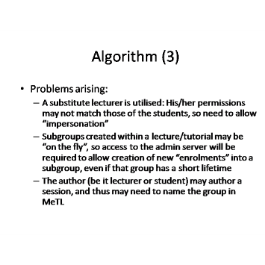 Algorithm (3)
• Problems arising:
– A substitute lecturer is utilised: His/her permissions
may not match those of the students, so need to allow
"impersonation"
– Subgroups created within a lecture/tutorial may be
"on the fly", so access to the admin server will be
required to allow creation of new "enrolments" into a
subgroup, even if that group has a short lifetime
– The author (be it lecturer or student) may author a
session, and thus may need to name the group in
MeTL